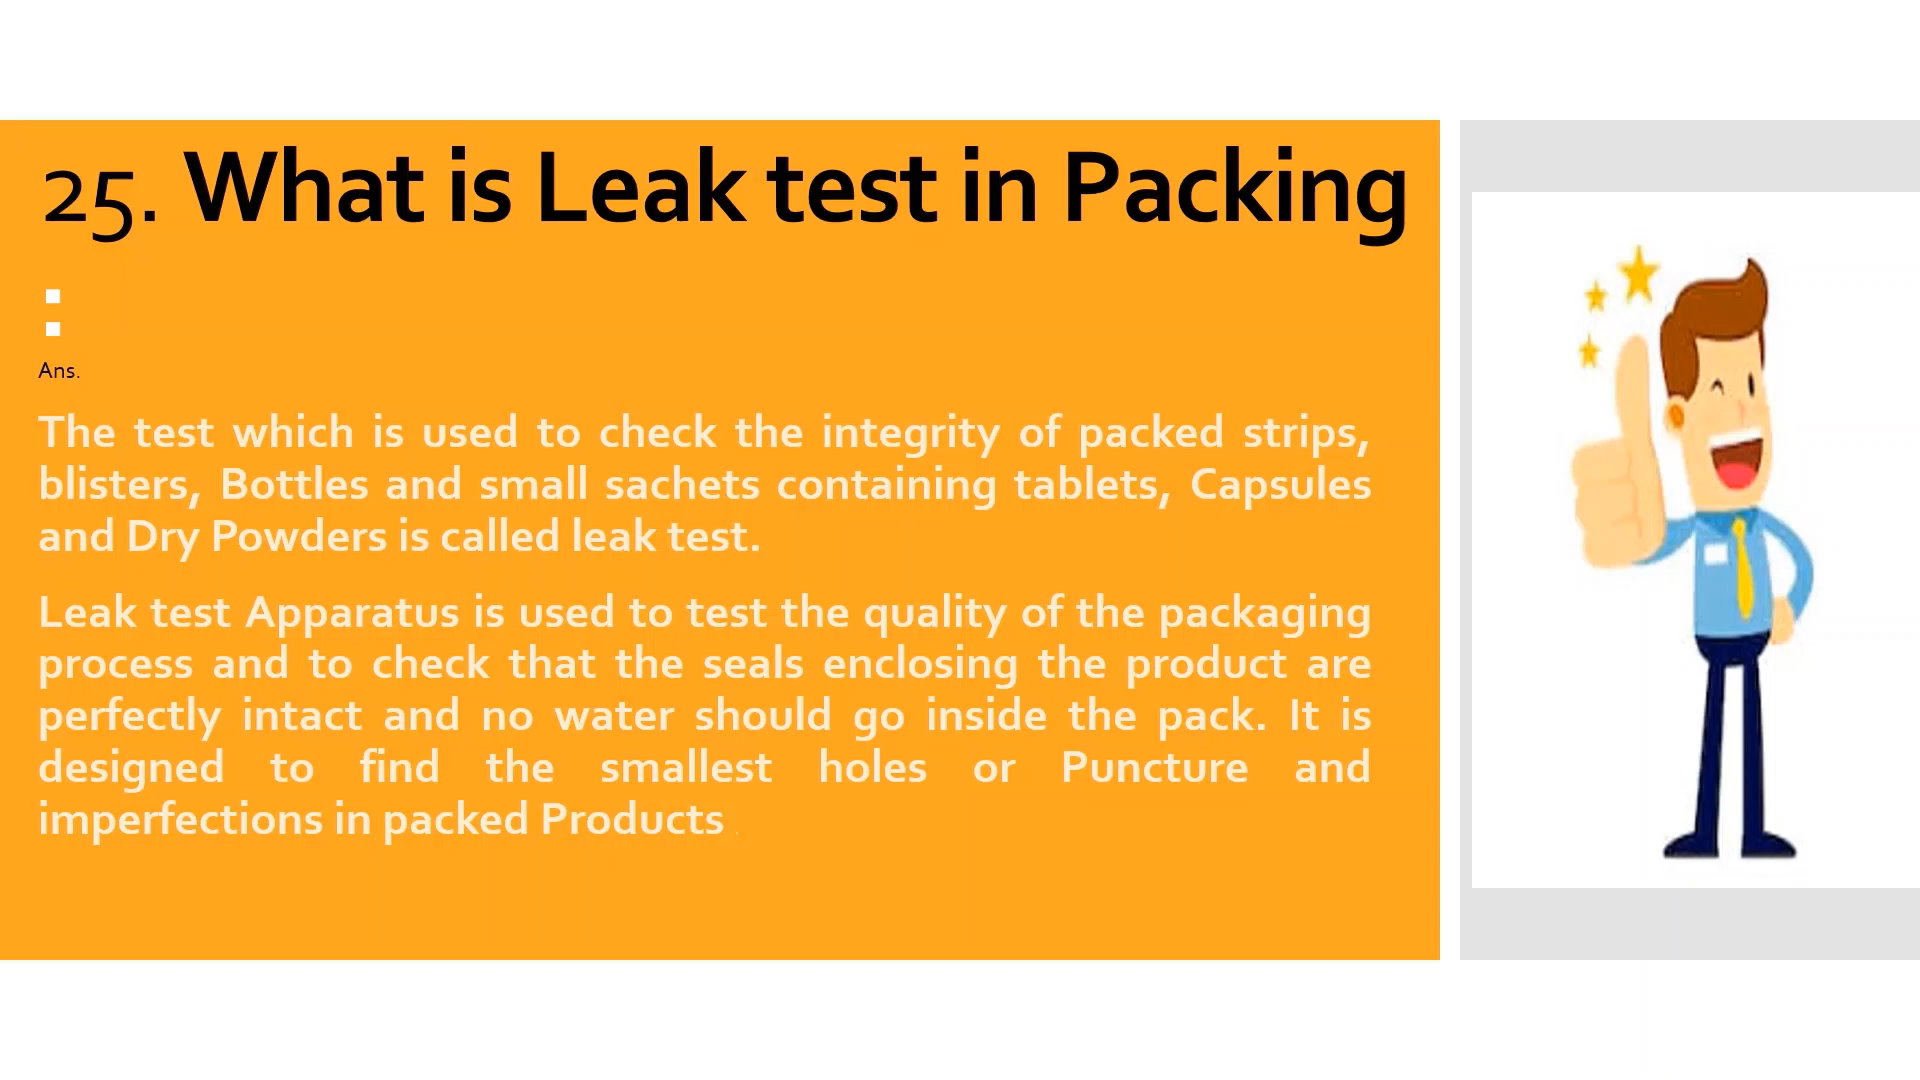 25. What is Leak test in Packing
:
Ans.
The test which is used to check the integrity of packed strips,
blisters, Bottles and small sachets containing tablets, Capsules
and Dry Powders is called leak test.
Leak test Apparatus is used to test the quality of the packaging
process and to check that the seals enclosing the product are
perfectly intact and no water should go inside the pack. It is
designed to find the smallest holes or Puncture and
imperfections in packed Products .